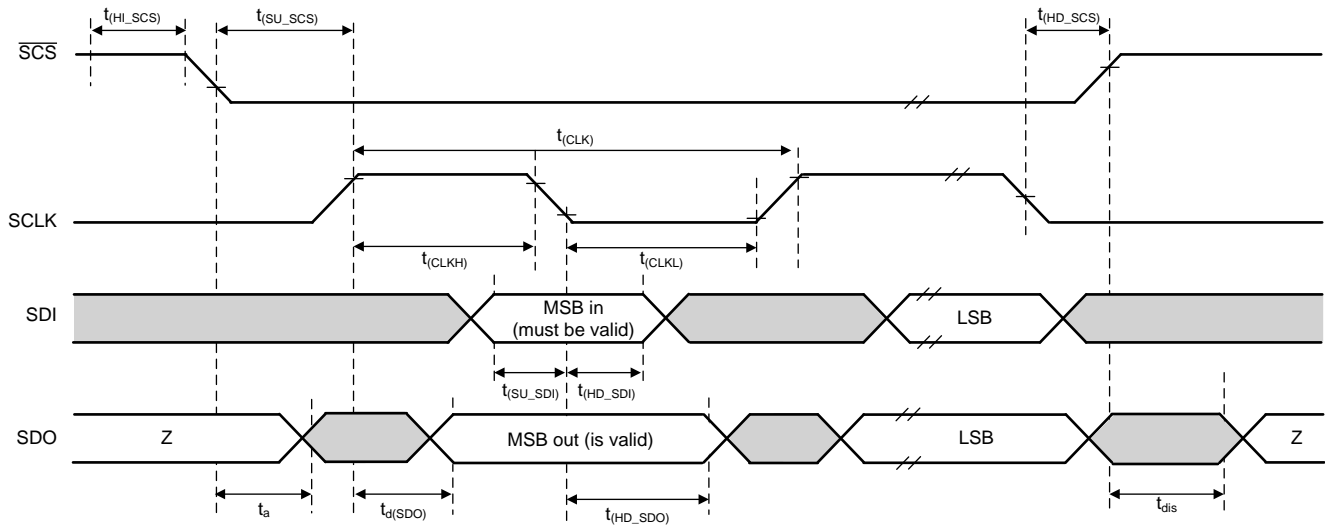 t(HI_SCS) t(SU_SCS) t(HD_SCS)
SCS
t(CLK)
SCLK
t(CLKH) t(CLKL)
SDI MSB in LSB
(must be valid)
t(SU_SDI) t(HD_SDI)
SDO Z MSB out (is valid) LSB Z
ta td(SDO) t(HD_SDO) tdis